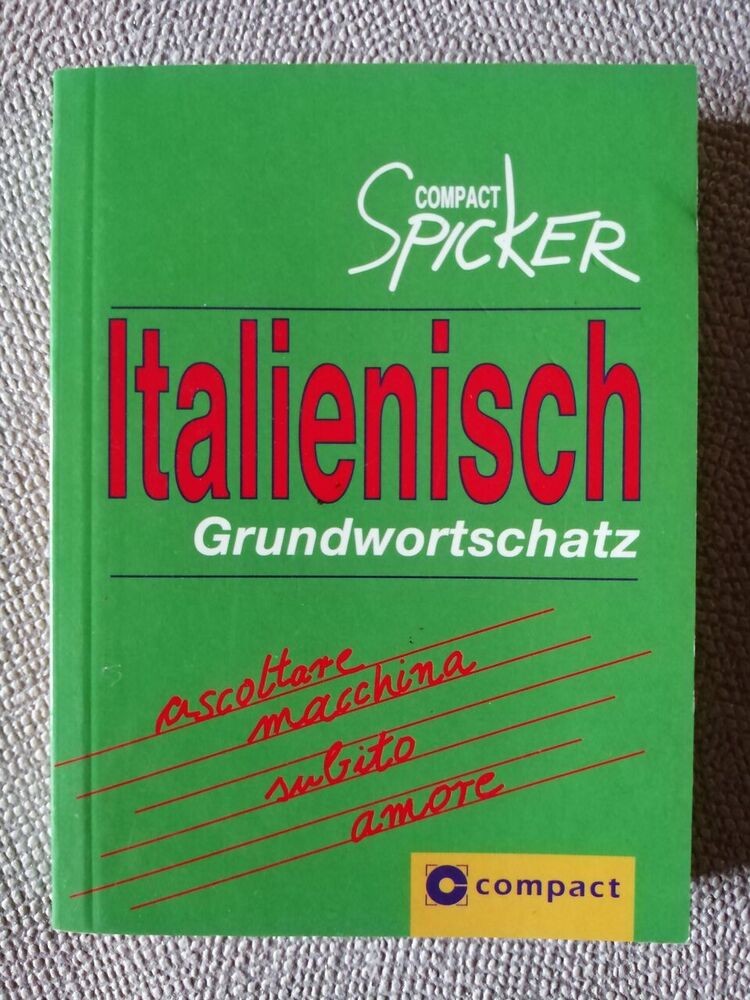 COMPACT
SPICKER
Italienisch
Grundwortschatz
ascoltare
macchina
subito
amore
compact